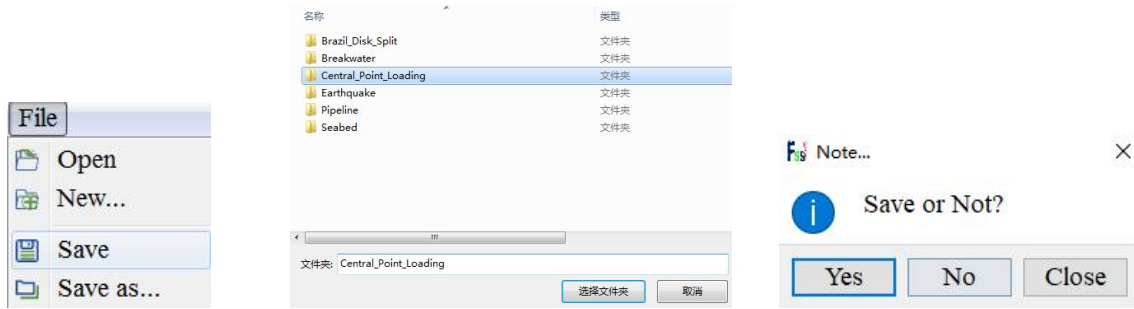 File
Open
New...
Save
Save as...
名称 类型
Brazil_Disk_Split 文件夹
Breakwater 文件夹
Central_Point_Loading 文件夹
Earthquake 文件夹
Pipeline 文件夹
Seabed 文件夹
文件夹: Central_Point_Loading
选择文件夹 取消
Note...
Save or Not?
Yes No Close